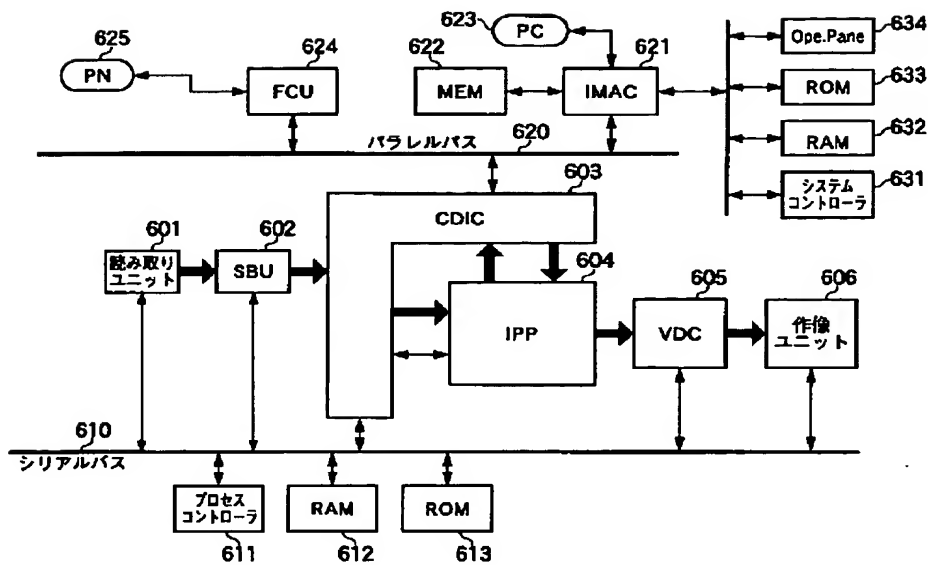 623
PC
634
Ope.Pane
625
PN
624
FCU
622
MEM
621
IMAC
633
ROM
632
RAM
631
システム
コントローラ
パラレルバス
620
603
CDIC
601
読み取り
ユニット
602
SBU
604
IPP
605
VDC
606
作像
ユニット
610
シリアルバス
プロセス
コントローラ
611
RAM
612
ROM
613